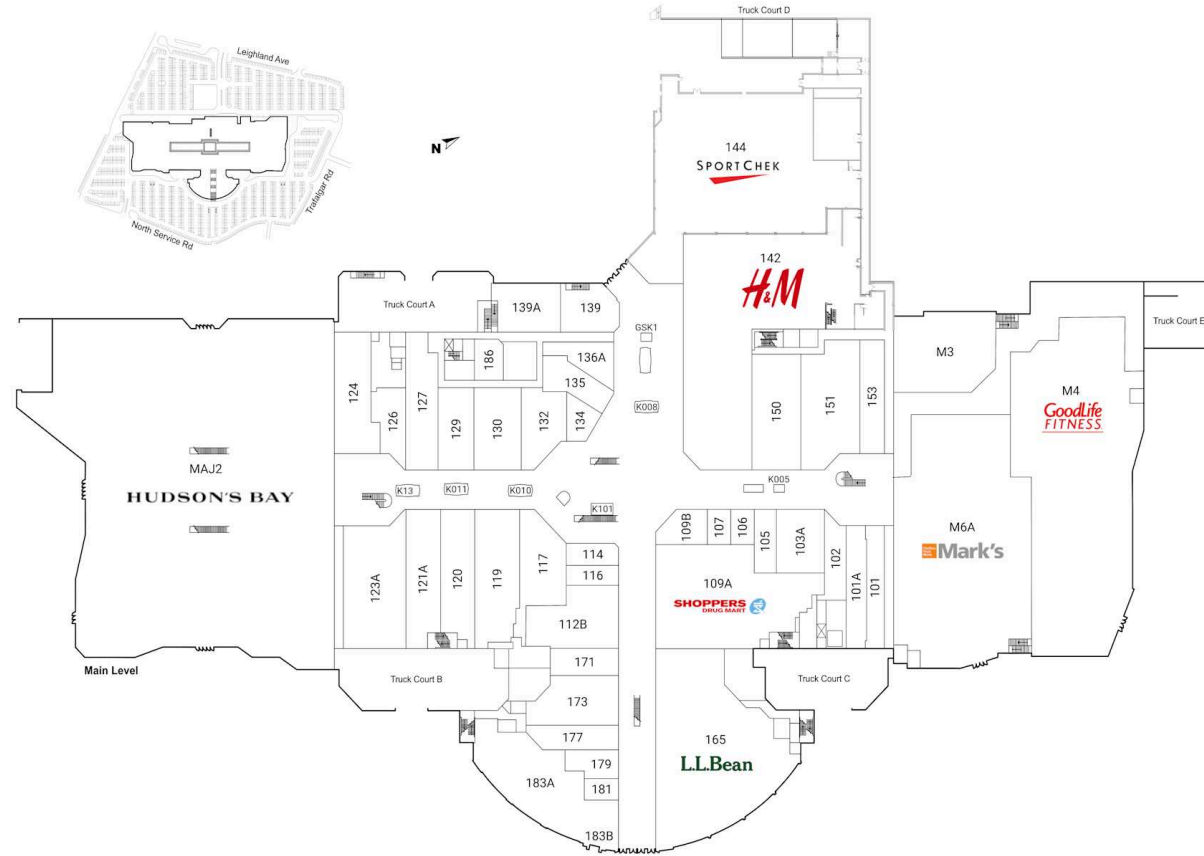 Truck Court D
Leighland Ave
N
Trafalgar Rd
North Service Rd
144
SPORTCHEK
142
H&M
Truck Court A
139A
139
GSK1
Truck Court E
M3
M4
GoodLife
FITNESS
136A
186
135
124
126
127
129
130
132
134
K008
150
151
153
MAJ2
HUDSON'S BAY
K13
K011
K010
K101
K005
M6A
Mark's
109B
107
106
105
103A
102
101A
101
123A
121A
120
119
117
114
116
112B
109A
SHOPPERS
DRUG MART
Main Level
Truck Court B
171
173
177
179
181
183A
183B
Truck Court C
165
L.L.Bean